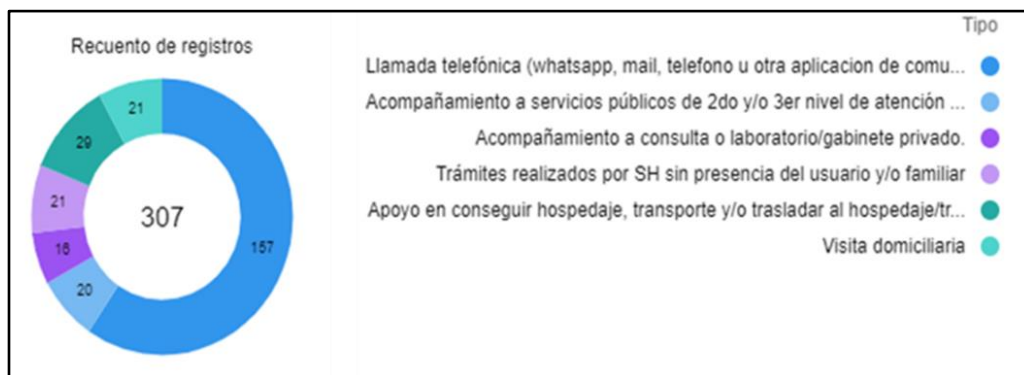 Recuento de registros
21
29
21
16
20
157
307
Tipo
Llamada telefónica (whatsapp, mail, telefono u otra aplicacion de comu...
Acompañamiento a servicios públicos de 2do y/o 3er nivel de atención ...
Acompañamiento a consulta o laboratorio/gabinete privado.
Trámites realizados por SH sin presencia del usuario y/o familiar
Apoyo en conseguir hospedaje, transporte y/o trasladar al hospedaje/tr...
Visita domiciliaria